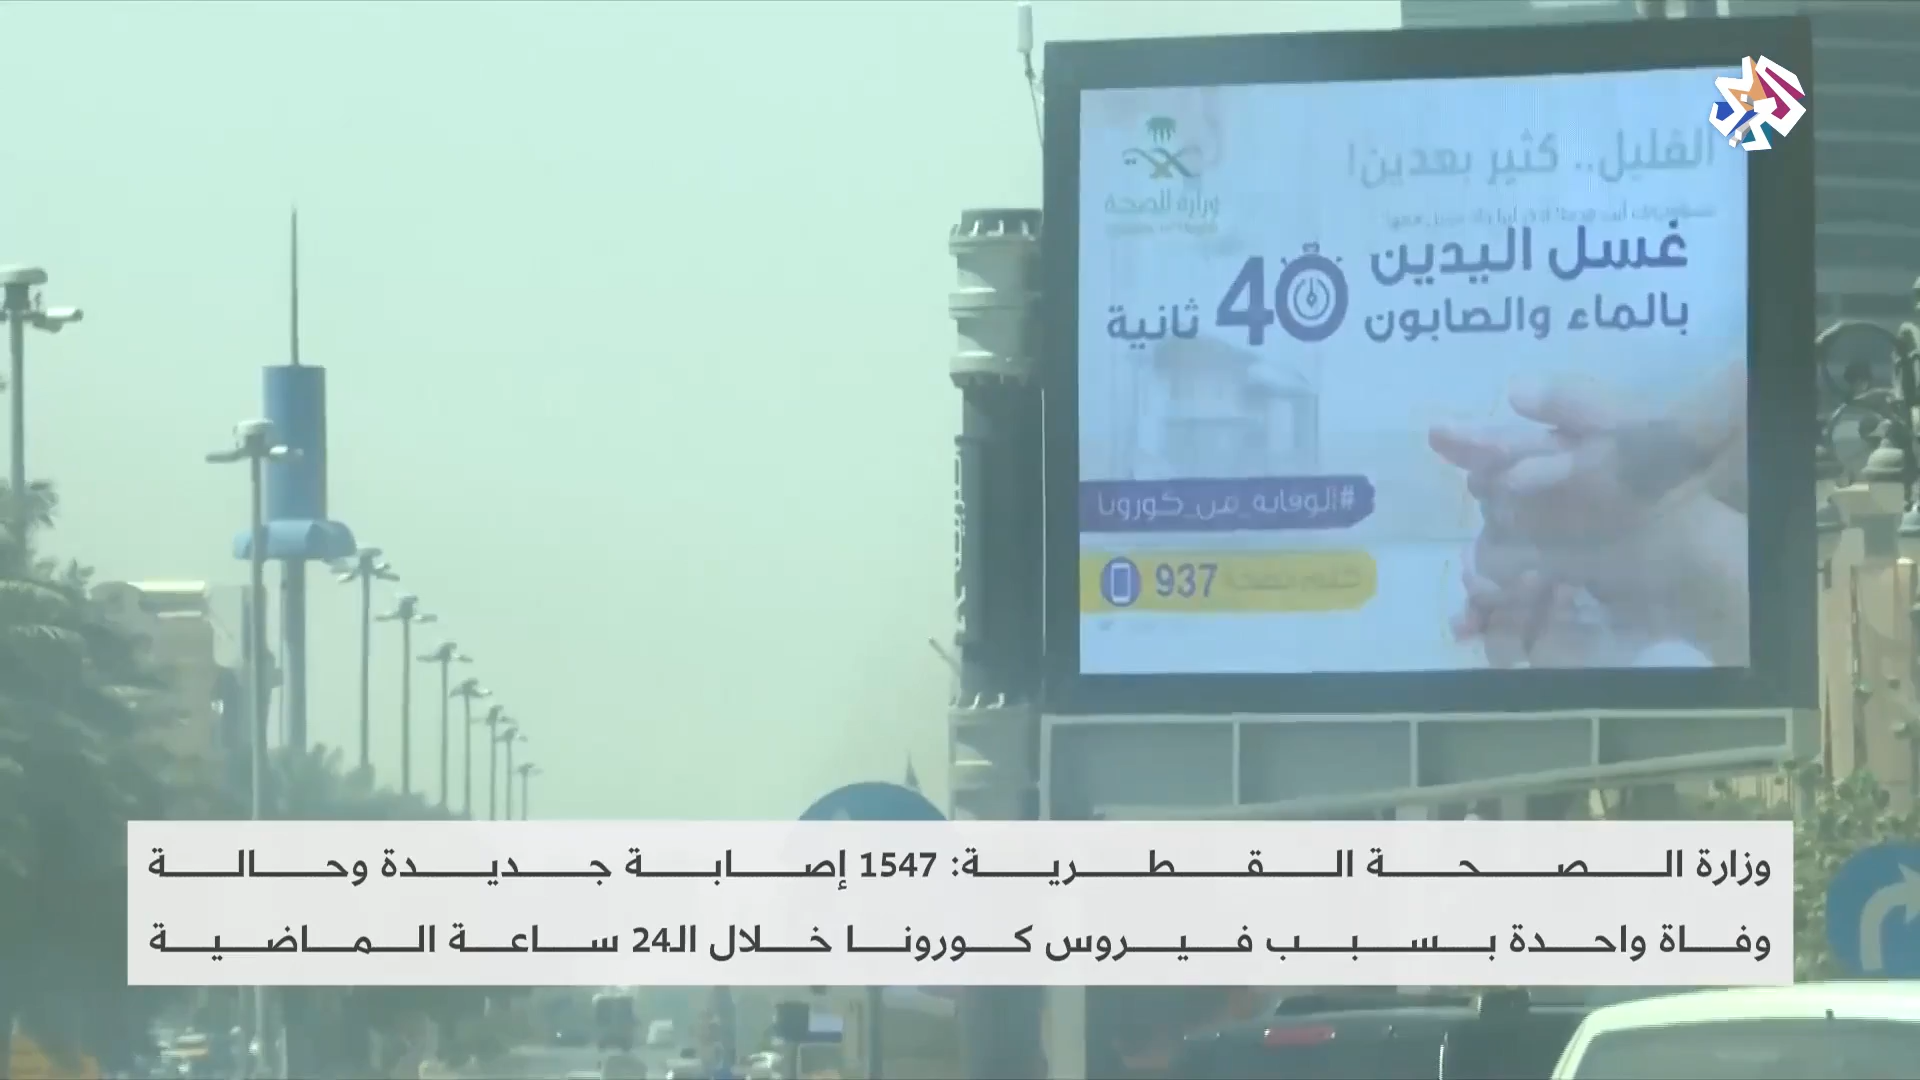 القليل.. كثير بعدين!
وزارة الصحة
غسل اليدين
بالماء والصابون 40 ثانية
#الوقاية_من_كورونا
937
وزارة الصحة القطرية: 1547 إصابة جديدة وحالة
وفاة واحدة بسبب فيروس كورونا خلال الـ24 ساعة الماضية